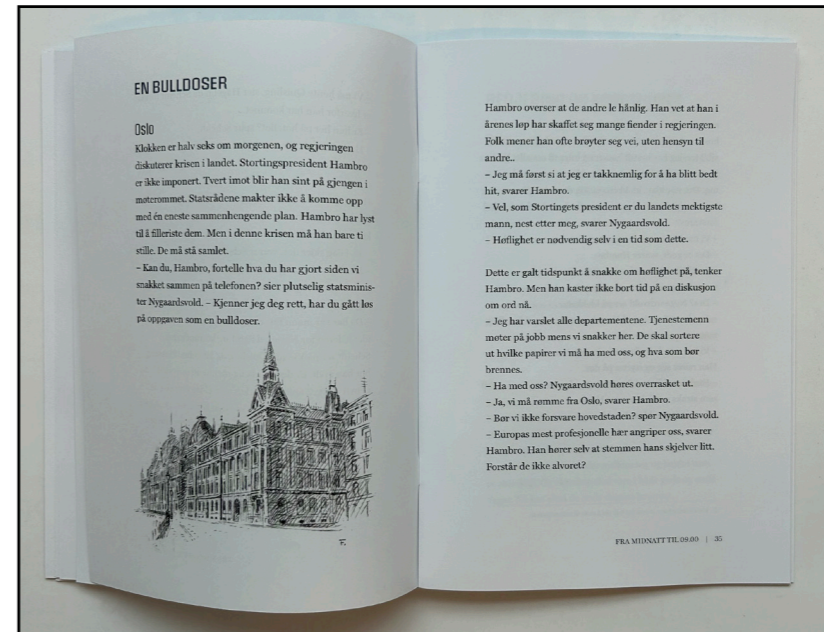 EN BULLDOSER
Oslo
Klokken er halv seks om morgenen, og regjeringen
diskuterer krisen i landet. Stortingspresident Hambro
er ikke imponert. Tvert imot blir han sint på gjengen i
møterommet. Statsrådene makter ikke å komme opp
med én eneste sammenhengende plan. Hambro har lyst
til å filleriste dem. Men i denne krisen må han bare ti
stille. De må stå samlet.
– Kan du, Hambro, fortelle hva du har gjort siden vi
snakket sammen på telefonen? sier plutselig statsminis-
ter Nygaardsvold. – Kjenner jeg deg rett, har du gått løs
på oppgaven som en bulldoser.
F.
Hambro overser at de andre le hånlig. Han vet at han i
årenes løp har skaffet seg mange fiender i regjeringen.
Folk mener han ofte brøyter seg vei, uten hensyn til
andre..
– Jeg må først si at jeg er takknemlig for å ha blitt bedt
hit, svarer Hambro.
– Vel, som Stortingets president er du landets mektigste
mann, nest etter meg, svarer Nygaardsvold.
– Høflighet er nødvendig selv i en tid som dette.
Dette er galt tidspunkt å snakke om høflighet på, tenker
Hambro. Men han kaster ikke bort tid på en diskusjon
om ord nå.
– Jeg har varslet alle departementene. Tjenestemenn
møter på jobb mens vi snakker her. De skal sortere
ut hvilke papirer vi må ha med oss, og hva som bør
brennes.
– Ha med oss? Nygaardsvold høres overrasket ut.
– Ja, vi må rømme fra Oslo, svarer Hambro.
– Bør vi ikke forsvare hovedstaden? spør Nygaardsvold.
– Europas mest profesjonelle hær angriper oss, svarer
Hambro. Han hører selv at stemmen hans skjelver litt.
Forstår de ikke alvoret?
FRA MIDNATT TIL 09.00 | 35